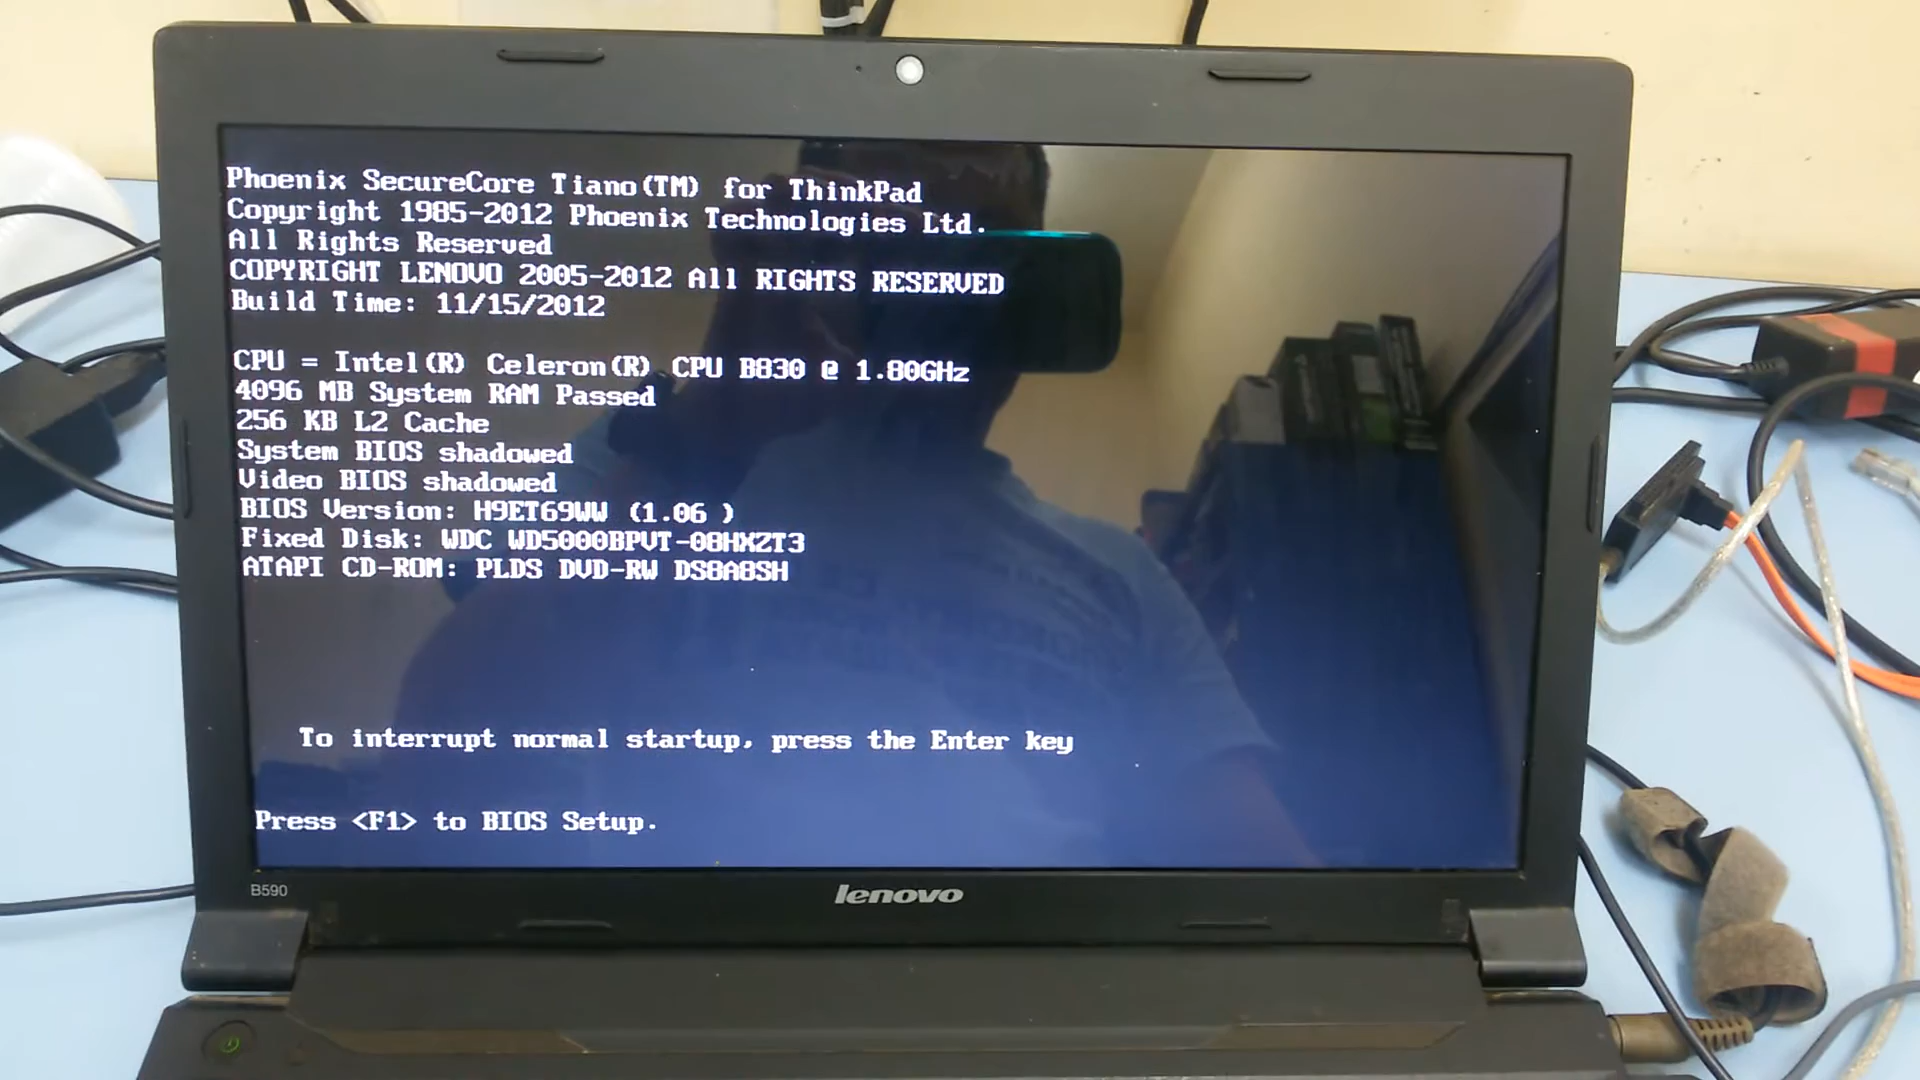 Phoenix SecureCore Tiano(TM) for ThinkPad
Copyright 1985-2012 Phoenix Technologies Ltd.
All Rights Reserved
COPYRIGHT LENOVO 2005-2012 All RIGHTS RESERVED
Build Time: 11/15/2012
CPU = Intel(R) Celeron(R) CPU B830 @ 1.80GHz
4096 MB System RAM Passed
256 KB L2 Cache
System BIOS shadowed
Video BIOS shadowed
BIOS Version: H9ET69WW (1.06 )
Fixed Disk: WDC WD5000BPVT-08HXZT3
ATAPI CD-ROM: PLDS DVD-RW DS8A8SH
To interrupt normal startup, press the Enter key
Press <F1> to BIOS Setup.
B590
lenovo